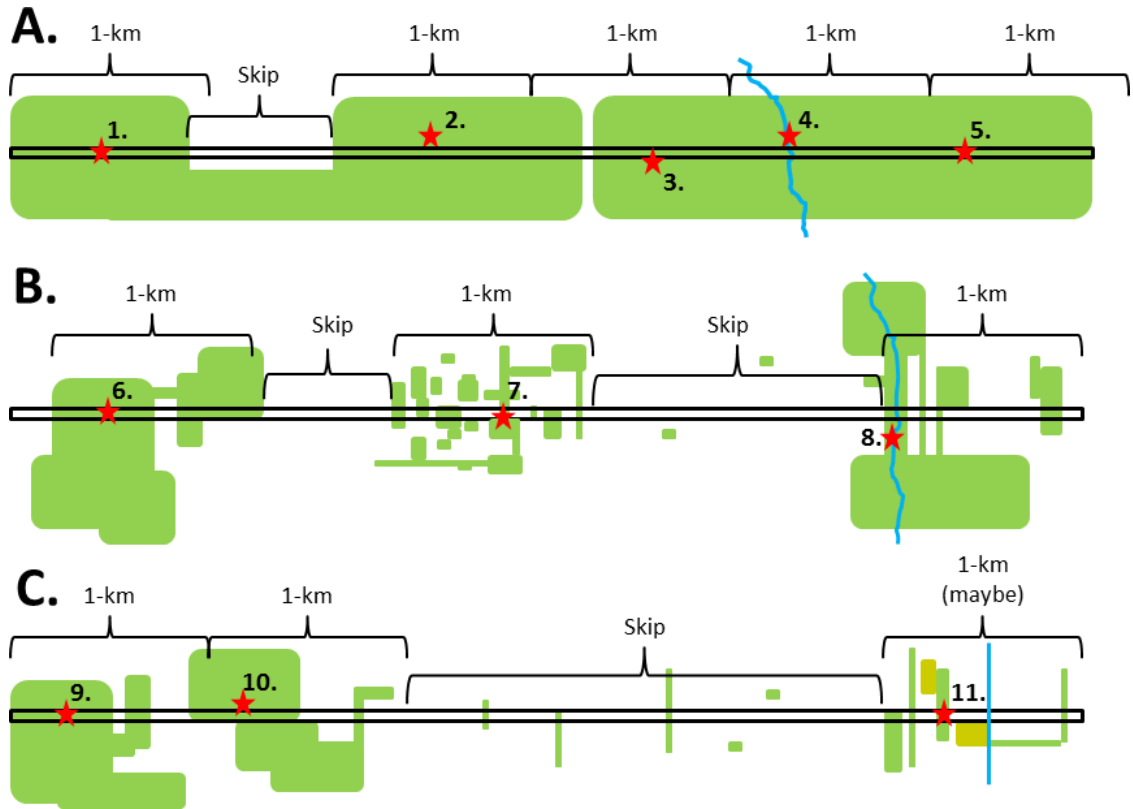 A.
1-km
1-km
1-km
1-km
1-km
Skip
1.
2.
3.
4.
5.
B.
1-km
Skip
1-km
Skip
1-km
6.
7.
8.
C.
1-km
1-km
Skip
1-km
(maybe)
9.
10.
11.